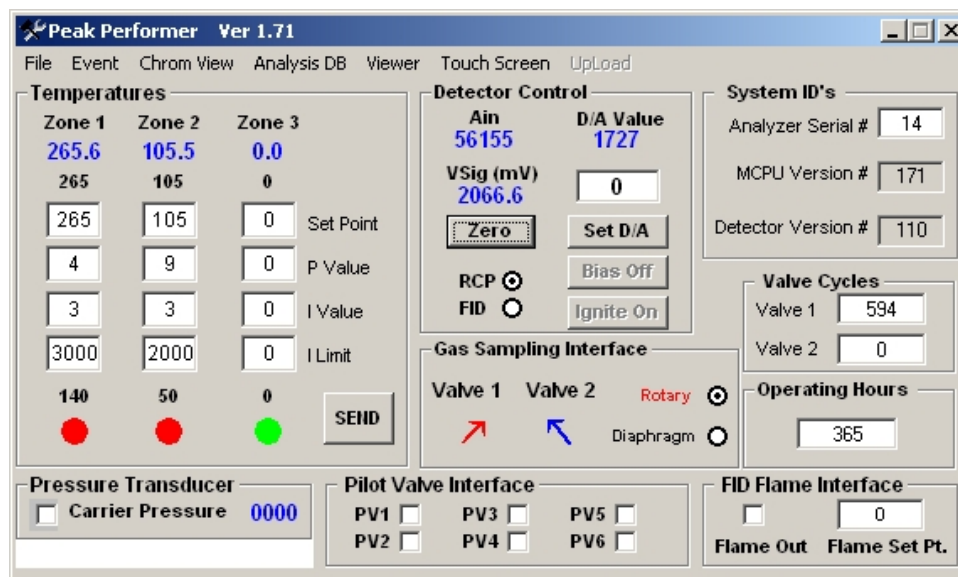 Peak Performer Ver 1.71
File Event Chrom View Analysis DB Viewer Touch Screen UpLoad
Temperatures
Zone 1 Zone 2 Zone 3
265.6 105.5 0.0
265 105 0
265 105 0 Set Point
4 9 0 P Value
3 3 0 I Value
3000 2000 0 I Limit
140 50 0
SEND
Detector Control
Ain D/A Value
56155 1727
VSig (mV)
2066.6 0
Zero Set D/A
RCP Bias Off
FID Ignite On
System ID's
Analyzer Serial # 14
MCPU Version # 171
Detector Version # 110
Valve Cycles
Valve 1 594
Valve 2 0
Gas Sampling Interface
Valve 1 Valve 2 Rotary
Diaphragm
Operating Hours
365
Pressure Transducer
Carrier Pressure 0000
Pilot Valve Interface
PV1 PV3 PV5
PV2 PV4 PV6
FID Flame Interface
0
Flame Out Flame Set Pt.